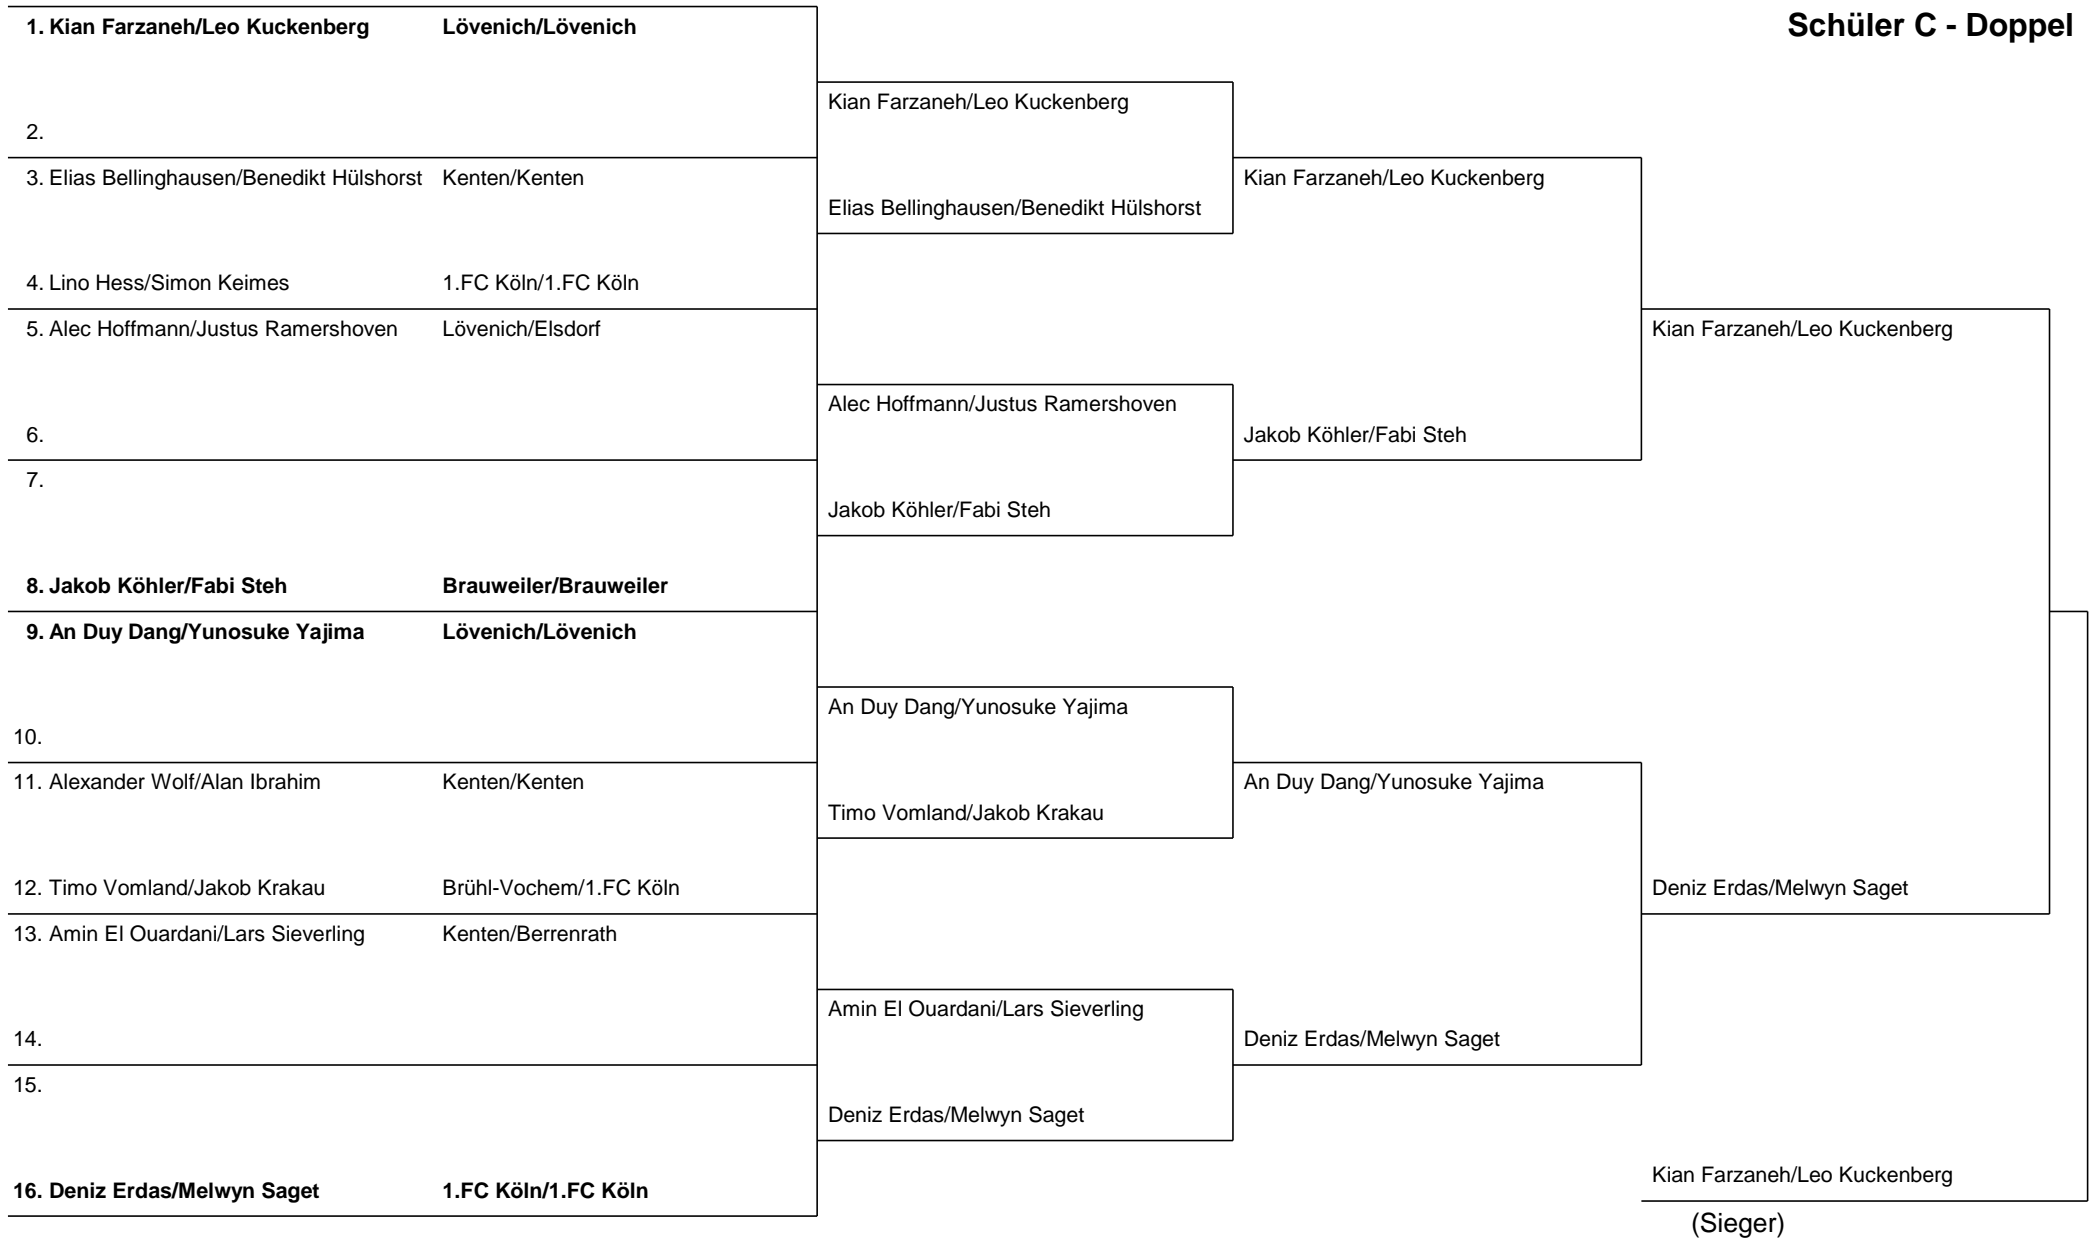 Schüler C - Doppel
1. Kian Farzaneh/Leo Kuckenberg Lövenich/Lövenich
Kian Farzaneh/Leo Kuckenberg
2.
3. Elias Bellinghausen/Benedikt Hülshorst Kenten/Kenten Kian Farzaneh/Leo Kuckenberg
Elias Bellinghausen/Benedikt Hülshorst
4. Lino Hess/Simon Keimes 1.FC Köln/1.FC Köln
5. Alec Hoffmann/Justus Ramershoven Lövenich/Elsdorf Kian Farzaneh/Leo Kuckenberg
Alec Hoffmann/Justus Ramershoven
6. Jakob Köhler/Fabi Steh
7.
Jakob Köhler/Fabi Steh
8. Jakob Köhler/Fabi Steh Brauweiler/Brauweiler
9. An Duy Dang/Yunosuke Yajima Lövenich/Lövenich
An Duy Dang/Yunosuke Yajima
10.
11. Alexander Wolf/Alan Ibrahim Kenten/Kenten An Duy Dang/Yunosuke Yajima
Timo Vomland/Jakob Krakau
12. Timo Vomland/Jakob Krakau Brühl-Vochem/1.FC Köln Deniz Erdas/Melwyn Saget
13. Amin El Ouardani/Lars Sieverling Kenten/Berrenrath
Amin El Ouardani/Lars Sieverling
14. Deniz Erdas/Melwyn Saget
15.
Deniz Erdas/Melwyn Saget
Kian Farzaneh/Leo Kuckenberg
16. Deniz Erdas/Melwyn Saget 1.FC Köln/1.FC Köln
(Sieger)